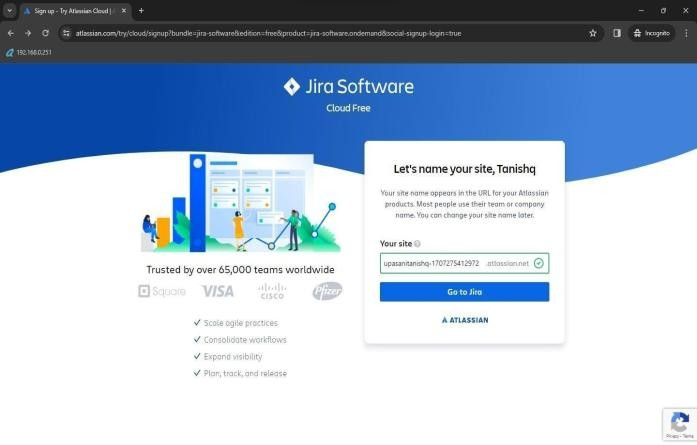 Sign up - Try Atlassian Cloud | A
atlassian.com/try/cloud/signup?bundle=jira-software&edition=free&product=jira-software.ondemand&social-signup-login=true
Incognito
192.168.0.251
Jira Software
Cloud Free
Let's name your site, Tanishq
Your site name appears in the URL for your Atlassian
products. Most people use their team or company
name. You can change your site name later.
Your site
upasanitanishq-1707275412972 .atlassian.net
Go to Jira
ATLASSIAN
Trusted by over 65,000 teams worldwide
Square VISA CISCO Pfizer
Scale agile practices
Consolidate workflows
Expand visibility
Plan, track, and release
Privacy - Terms